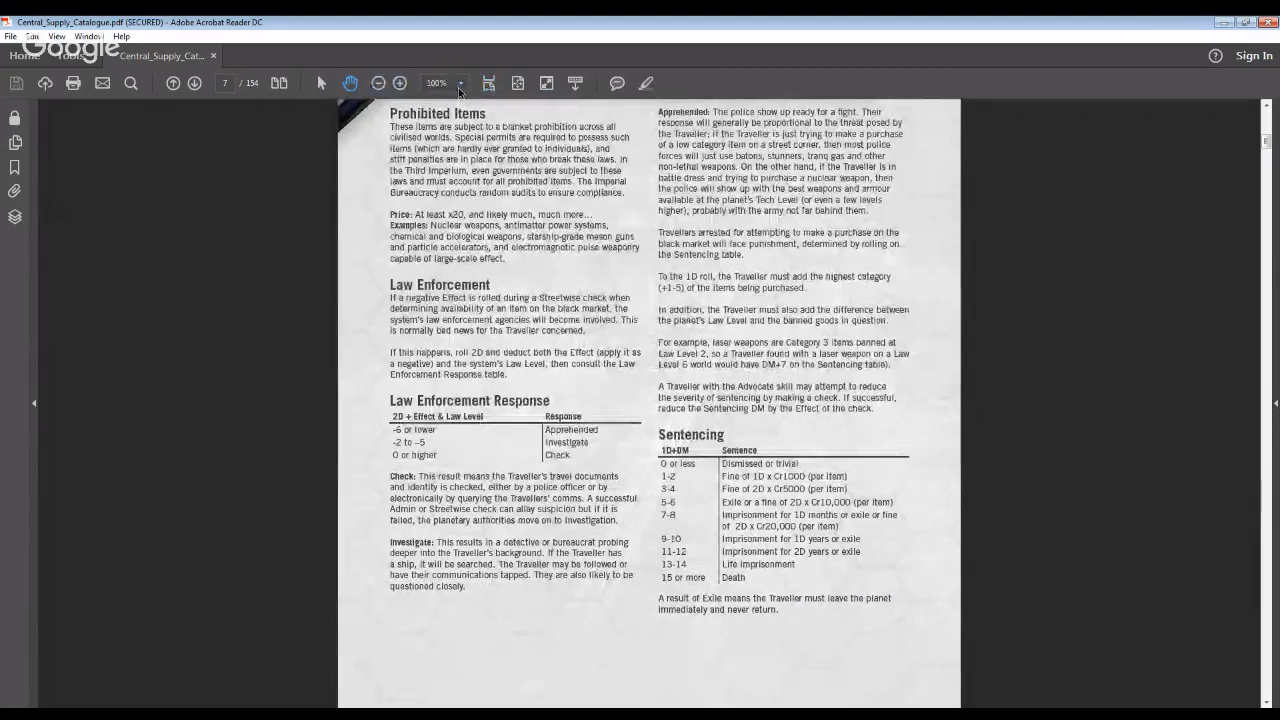 Central_Supply_Catalogue.pdf (SECURED) - Adobe Acrobat Reader DC
File Edit View Window Help
Google
Home Tools Central_Supply_Cat... × Sign In
7 / 154 100%
Prohibited Items
These items are subject to a blanket prohibition across all
civilised worlds. Special permits are required to possess such
items (which are hardly ever granted to individuals), and
stiff penalties are in place for those who break these laws. In
the Third Imperium, even governments are subject to these
laws and must account for all prohibited items. The Imperial
Bureaucracy conducts random audits to ensure compliance.
Price: At least x20, and likely much, much more...
Examples: Nuclear weapons, antimatter power systems,
chemical and biological weapons, starship-grade meson guns
and particle accelerators, and electromagnetic pulse weaponry
capable of large-scale effect.
Law Enforcement
If a negative Effect is rolled during a Streetwise check when
determining availability of an item on the black market, the
system's law enforcement agencies will become involved. This
is normally bad news for the Traveller concerned.
If this happens, roll 2D and deduct both the Effect (apply it as
a negative) and the system's Law Level, then consult the Law
Enforcement Response table.
Law Enforcement Response
2D + Effect & Law Level Response
-6 or lower Apprehended
-2 to –5 Investigate
0 or higher Check
Check: This result means the Traveller's travel documents
and identity is checked, either by a police officer or by
electronically by querying the Travellers' comms. A successful
Admin or Streetwise check can allay suspicion but if it is
failed, the planetary authorities move on to Investigation.
Investigate: This results in a detective or bureaucrat probing
deeper into the Traveller's background. If the Traveller has
a ship, it will be searched. The Traveller may be followed or
have their communications tapped. They are also likely to be
questioned closely.
Apprehended: The police show up ready for a fight. Their
response will generally be proportional to the threat posed by
the Traveller; if the Traveller is just trying to make a purchase
of a low category item on a street corner, then most police
forces will just use batons, stunners, tranq gas and other
non-lethal weapons. On the other hand, if the Traveller is in
battle dress and trying to purchase a nuclear weapon, then
the police will show up with the best weapons and armour
available at the planet's Tech Level (or even a few levels
higher), probably with the army not far behind them.
Travellers arrested for attempting to make a purchase on the
black market will face punishment, determined by rolling on
the Sentencing table.
To the 1D roll, the Traveller must add the highest category
(+1-5) of the items being purchased.
In addition, the Traveller must also add the difference between
the planet's Law Level and the banned goods in question.
For example, laser weapons are Category 3 items banned at
Law Level 2, so a Traveller found with a laser weapon on a Law
Level 6 world would have DM+7 on the Sentencing table).
A Traveller with the Advocate skill may attempt to reduce
the severity of sentencing by making a check. If successful,
reduce the Sentencing DM by the Effect of the check.
Sentencing
1D+DM Sentence
0 or less Dismissed or trivial
1-2 Fine of 1D x Cr1000 (per item)
3-4 Fine of 2D x Cr5000 (per item)
5-6 Exile or a fine of 2D x Cr10,000 (per item)
7-8 Imprisonment for 1D months or exile or fine
of 2D x Cr20,000 (per item)
9-10 Imprisonment for 1D years or exile
11-12 Imprisonment for 2D years or exile
13-14 Life imprisonment
15 or more Death
A result of Exile means the Traveller must leave the planet
immediately and never return.